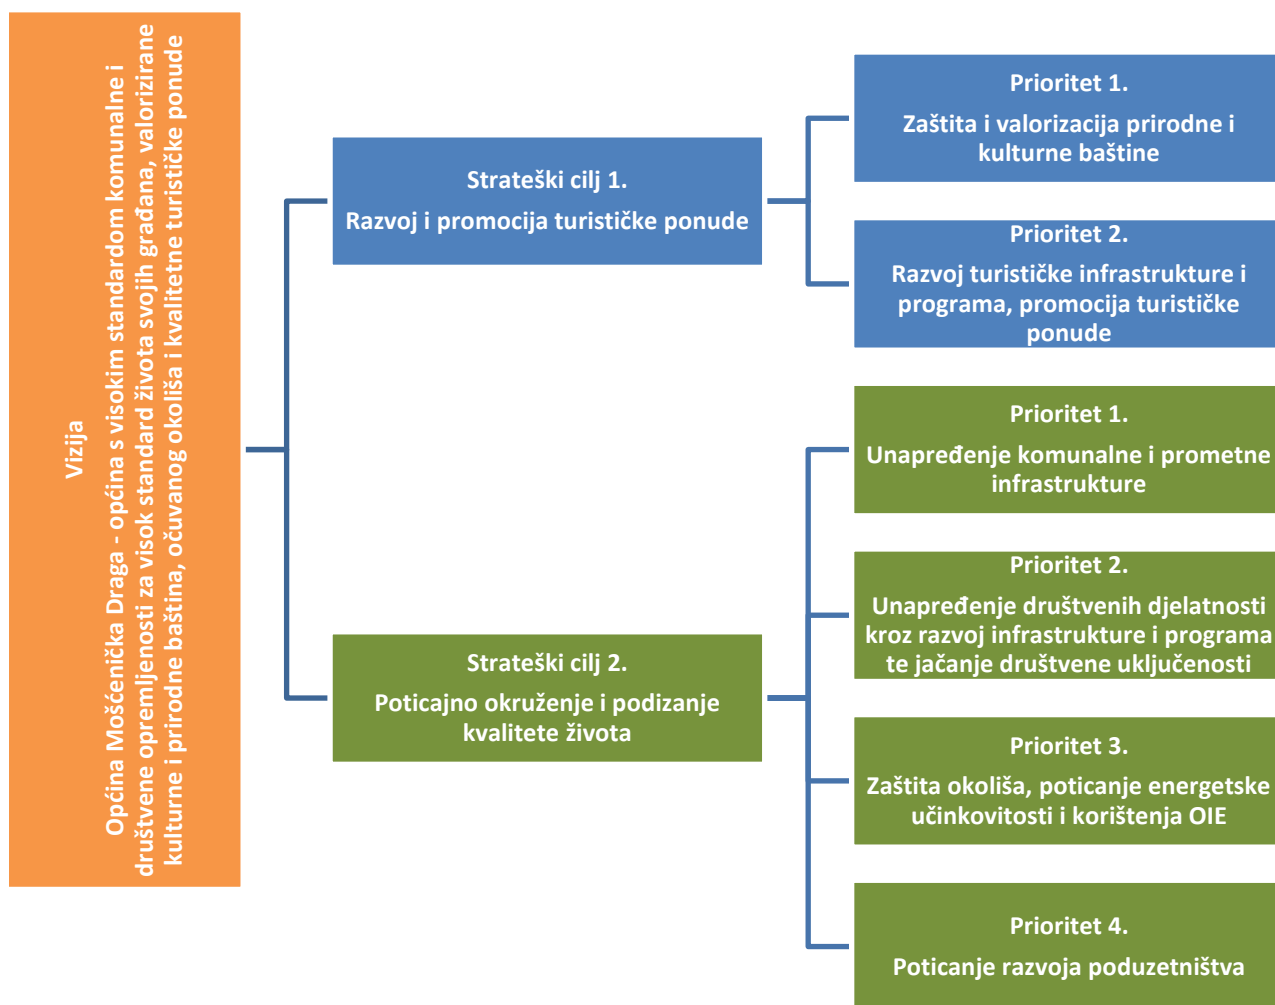 Vizija
Općina Mošćenička Draga - općina s visokim standardom komunalne i
društvene opremljenosti za visok standard života svojih građana, valorizirane
kulturne i prirodne baština, očuvanog okoliša i kvalitetne turističke ponude
Strateški cilj 1.
Razvoj i promocija turističke ponude
Prioritet 1.
Zaštita i valorizacija prirodne i
kulturne baštine
Prioritet 2.
Razvoj turističke infrastrukture i
programa, promocija turističke
ponude
Strateški cilj 2.
Poticajno okruženje i podizanje
kvalitete života
Prioritet 1.
Unapređenje komunalne i prometne
infrastrukture
Prioritet 2.
Unapređenje društvenih djelatnosti
kroz razvoj infrastrukture i programa
te jačanje društvene uključenosti
Prioritet 3.
Zaštita okoliša, poticanje energetske
učinkovitosti i korištenja OIE
Prioritet 4.
Poticanje razvoja poduzetništva